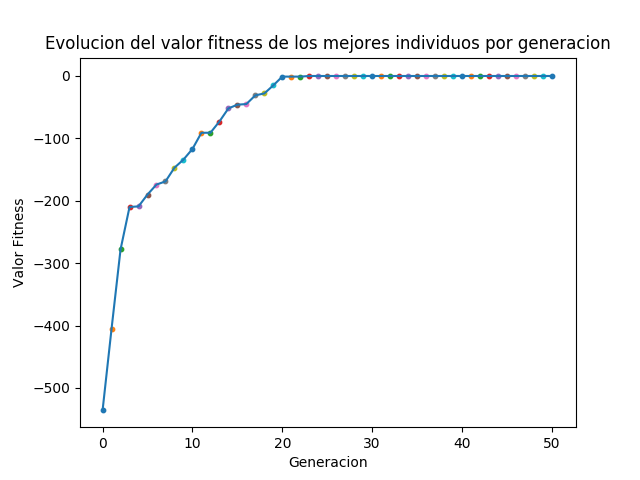 Evolucion del valor fitness de los mejores individuos por generacion
0
−100
−200
−300
−400
−500
Valor Fitness
0 10 20 30 40 50
Generacion